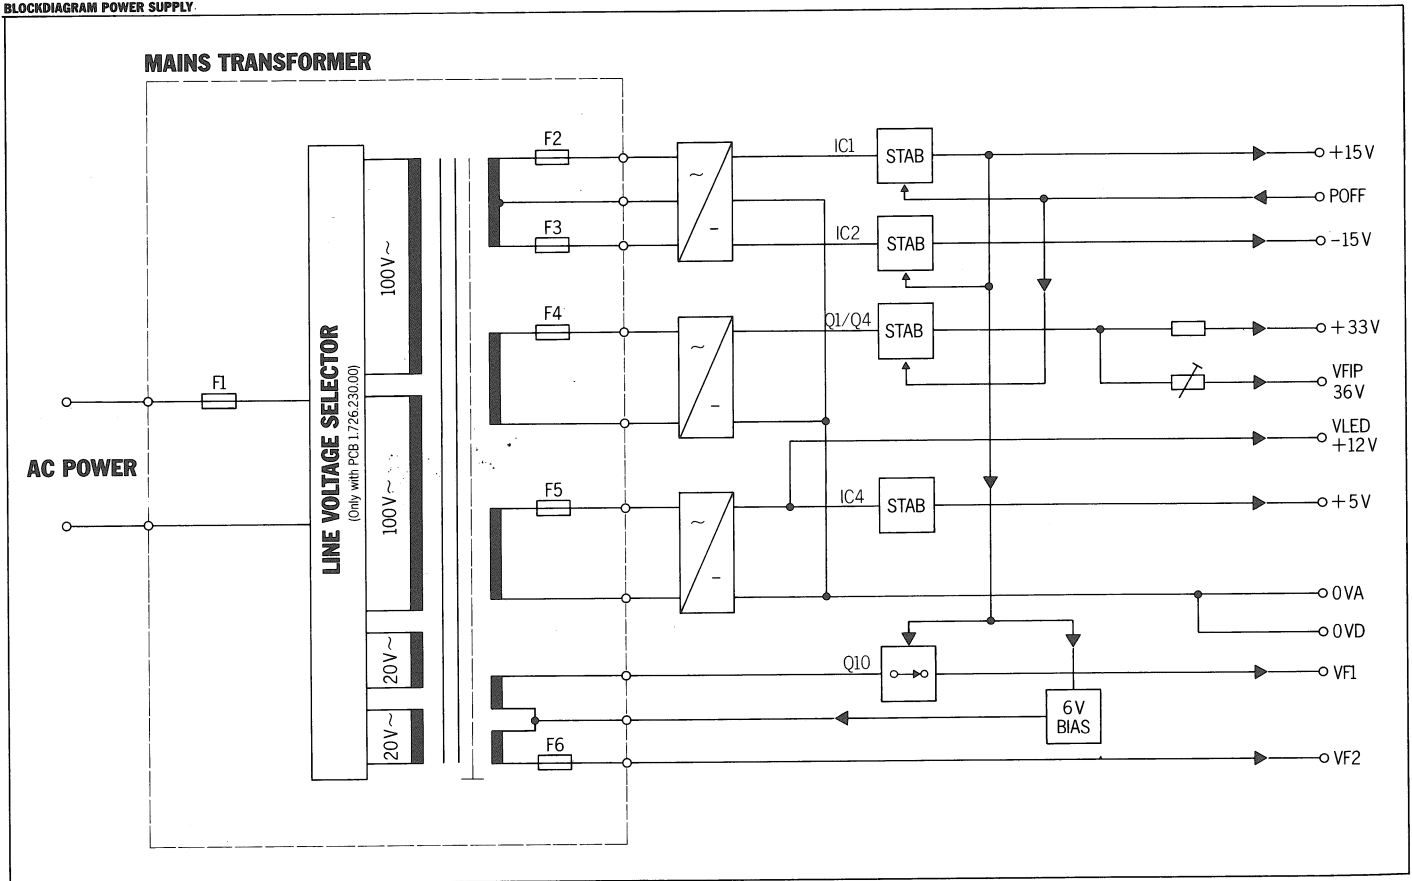 BLOCKDIAGRAM POWER SUPPLY
MAINS TRANSFORMER
AC POWER
F1
LINE VOLTAGE SELECTOR
(Only with PCB 1.726.230.00)
100V~
100V~
20V~
20V~
F2
F3
F4
F5
F6
~
-
~
-
~
-
IC1
STAB
IC2
STAB
Q1/Q4
STAB
IC4
STAB
Q10
6V
BIAS
+15V
POFF
-15V
+33V
VFIP
36V
VLED
+12V
+5V
0VA
0VD
VF1
VF2